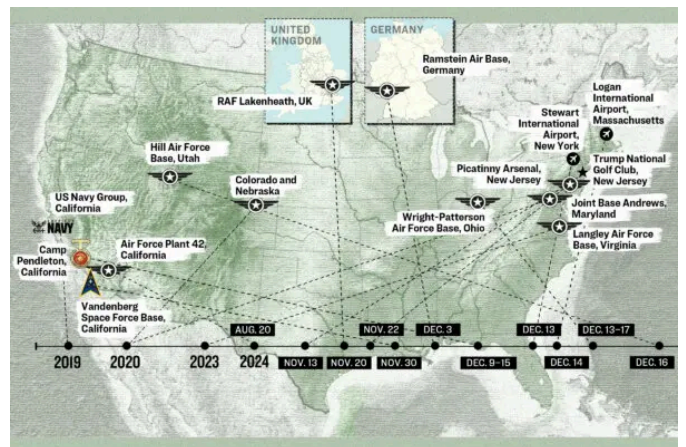 UNITED
KINGDOM
GERMANY
Ramstein Air Base,
Germany
RAF Lakenheath, UK
Logan
International
Airport,
Massachusetts
Stewart
International
Airport,
New York
Hill Air Force
Base, Utah
Colorado and
Nebraska
Picatinny Arsenal,
New Jersey
Trump National
Golf Club,
New Jersey
US Navy Group,
California
NAVY
Wright-Patterson
Air Force Base, Ohio
Joint Base Andrews,
Maryland
Langley Air Force
Base, Virginia
Camp
Pendleton,
California
Air Force Plant 42,
California
Vandenberg
Space Force Base,
California
AUG. 20
NOV. 22
DEC. 3
DEC. 13
DEC. 13-17
2019
2020
2023
2024
NOV. 13
NOV. 20
NOV. 30
DEC. 9-15
DEC. 14
DEC. 16